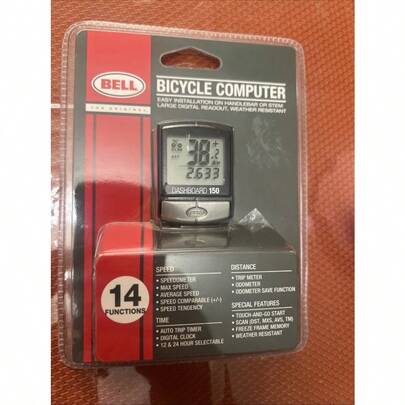 BELL
THE ORIGINAL
BICYCLE COMPUTER
EASY INSTALLATION ON HANDLEBAR OR STEM
LARGE DIGITAL READOUT, WEATHER RESISTANT
38
2.633
DASHBOARD 150
14
FUNCTIONS
SPEED
• SPEEDOMETER
• MAX SPEED
• AVERAGE SPEED
• SPEED COMPARABLE (+/-)
• SPEED TENDENCY
TIME
• AUTO TRIP TIMER
• DIGITAL CLOCK
• 12 & 24 HOUR SELECTABLE
DISTANCE
• TRIP METER
• ODOMETER
• ODOMETER SAVE FUNCTION
SPECIAL FEATURES
• TOUCH-AND-GO START
• SCAN (DST, MXS, AVS, TM)
• FREEZE FRAME MEMORY
• WEATHER RESISTANT